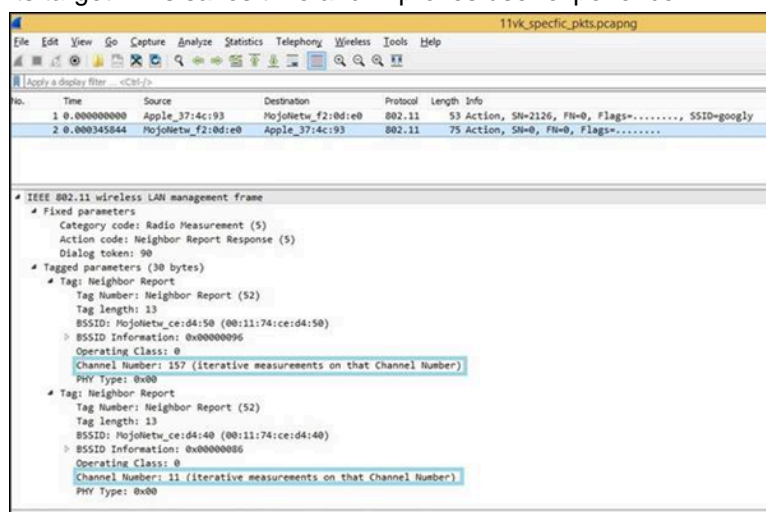 11vk_specfic_pkts.pcapng
File Edit View Go Capture Analyze Statistics Telephony Wireless Tools Help
Apply a display filter ... <Ctrl-/>
No. Time Source Destination Protocol Length Info
1 0.000000000 Apple_37:4c:93 MojoNetw_f2:0d:e0 802.11 53 Action, SN=2126, FN=0, Flags=........, SSID=googly
2 0.000345844 MojoNetw_f2:0d:e0 Apple_37:4c:93 802.11 75 Action, SN=0, FN=0, Flags=........
IEEE 802.11 wireless LAN management frame
Fixed parameters
Category code: Radio Measurement (5)
Action code: Neighbor Report Response (5)
Dialog token: 90
Tagged parameters (30 bytes)
Tag: Neighbor Report
Tag Number: Neighbor Report (52)
Tag length: 13
BSSID: MojoNetw_ce:d4:50 (00:11:74:ce:d4:50)
BSSID Information: 0x00000096
Operating Class: 0
Channel Number: 157 (iterative measurements on that Channel Number)
PHY Type: 0x00
Tag: Neighbor Report
Tag Number: Neighbor Report (52)
Tag length: 13
BSSID: MojoNetw_ce:d4:40 (00:11:74:ce:d4:40)
BSSID Information: 0x00000086
Operating Class: 0
Channel Number: 11 (iterative measurements on that Channel Number)
PHY Type: 0x00